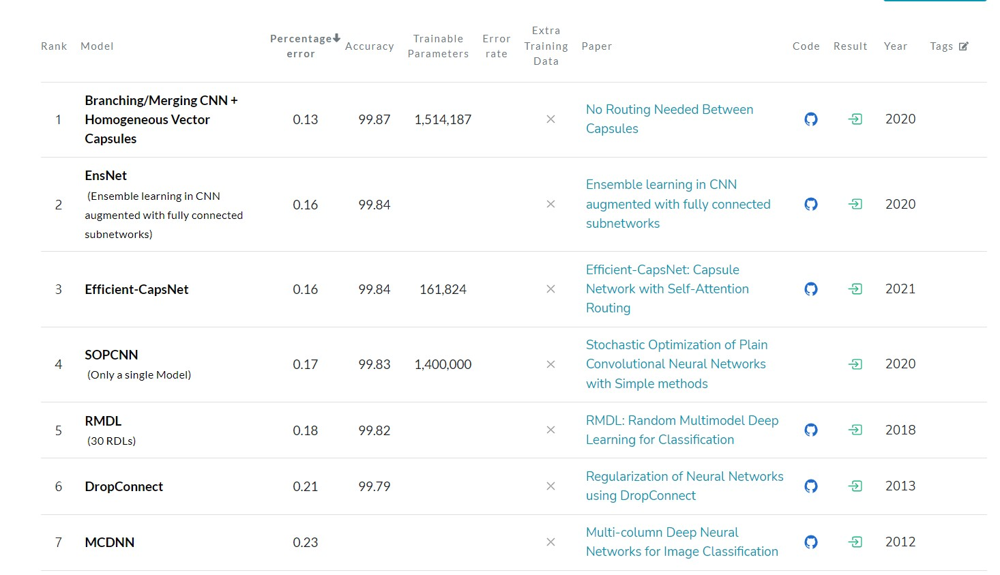 Rank Model Percentage error Accuracy Trainable Parameters Error rate Extra Training Data Paper Code Result Year Tags
1 Branching/Merging CNN + Homogeneous Vector Capsules 0.13 99.87 1,514,187 × No Routing Needed Between Capsules 2020
2 EnsNet (Ensemble learning in CNN augmented with fully connected subnetworks) 0.16 99.84 × Ensemble learning in CNN augmented with fully connected subnetworks 2020
3 Efficient-CapsNet 0.16 99.84 161,824 × Efficient-CapsNet: Capsule Network with Self-Attention Routing 2021
4 SOPCNN (Only a single Model) 0.17 99.83 1,400,000 × Stochastic Optimization of Plain Convolutional Neural Networks with Simple methods 2020
5 RMDL (30 RDLs) 0.18 99.82 × RMDL: Random Multimodel Deep Learning for Classification 2018
6 DropConnect 0.21 99.79 × Regularization of Neural Networks using DropConnect 2013
7 MCDNN 0.23 × Multi-column Deep Neural Networks for Image Classification 2012